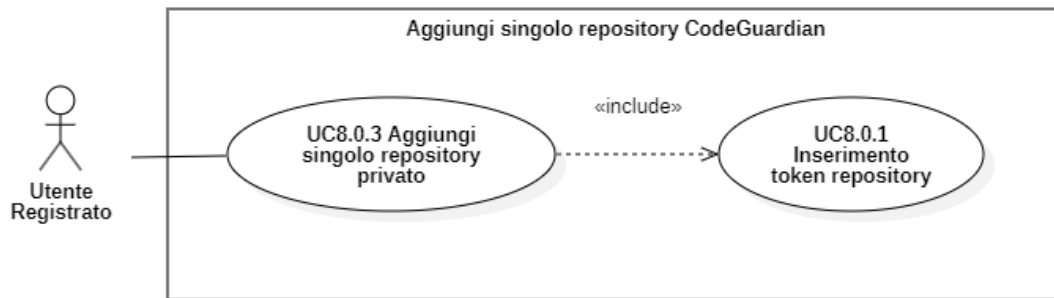 Aggiungi singolo repository CodeGuardian
«include»
UC8.0.3 Aggiungi
singolo repository
privato
UC8.0.1
Inserimento
token repository
Utente
Registrato